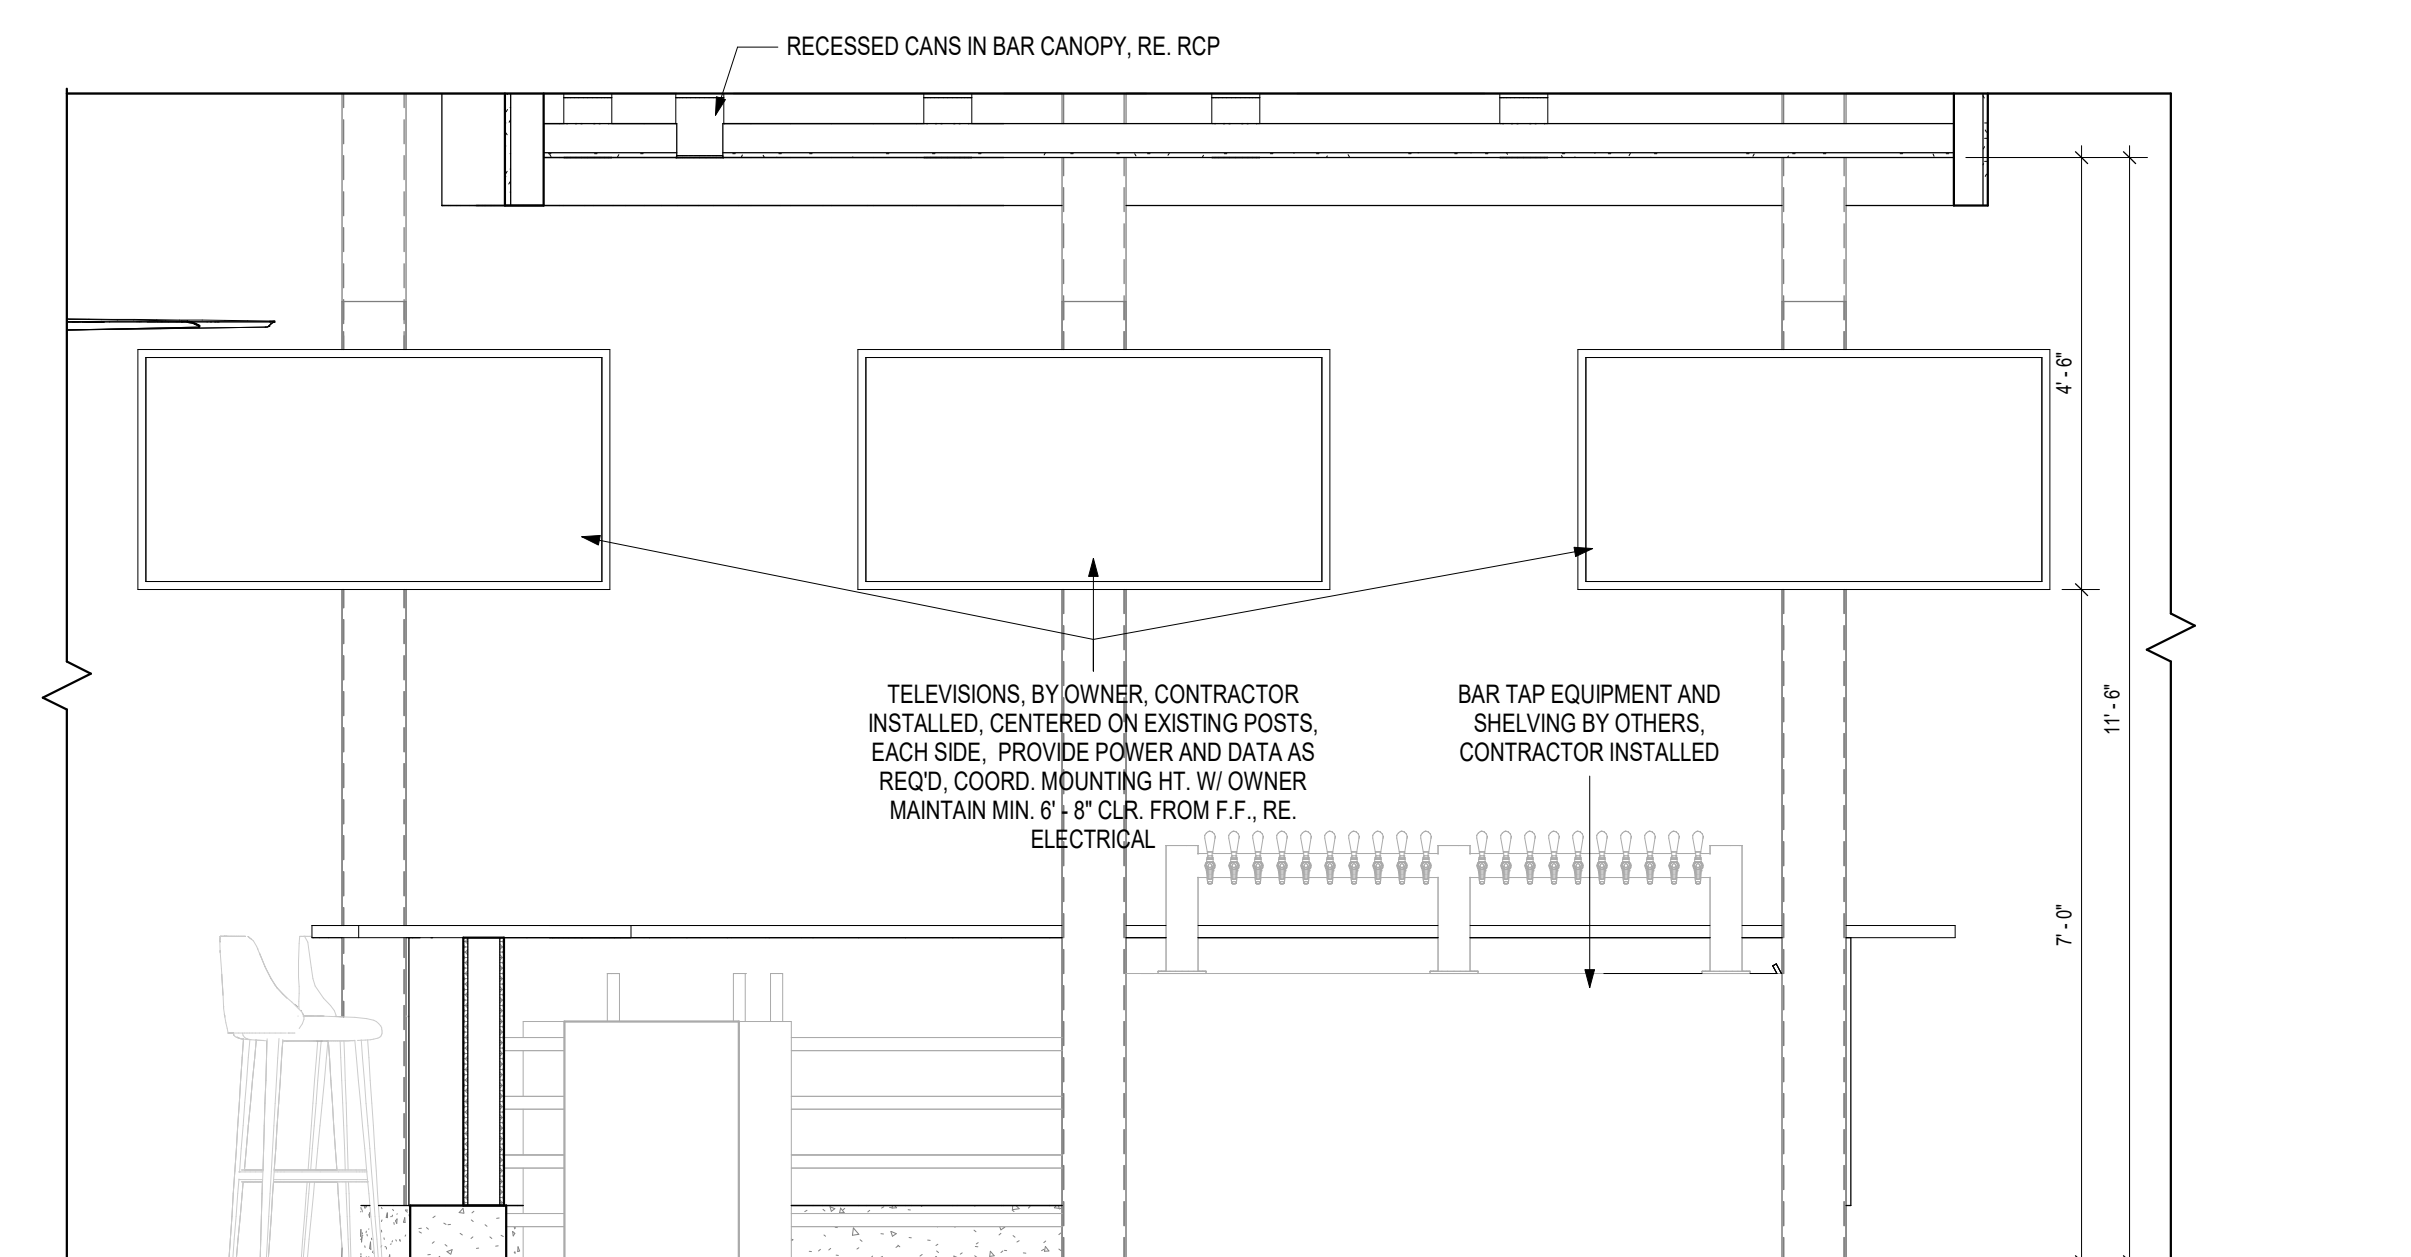 RECESSED CANS IN BAR CANOPY, RE. RCP
4' - 6"
11' - 6"
TELEVISIONS, BY OWNER, CONTRACTOR
INSTALLED, CENTERED ON EXISTING POSTS,
EACH SIDE, PROVIDE POWER AND DATA AS
REQ'D, COORD. MOUNTING HT. W/ OWNER
MAINTAIN MIN. 6' - 8" CLR. FROM F.F., RE.
ELECTRICAL
BAR TAP EQUIPMENT AND
SHELVING BY OTHERS,
CONTRACTOR INSTALLED
7' - 0"